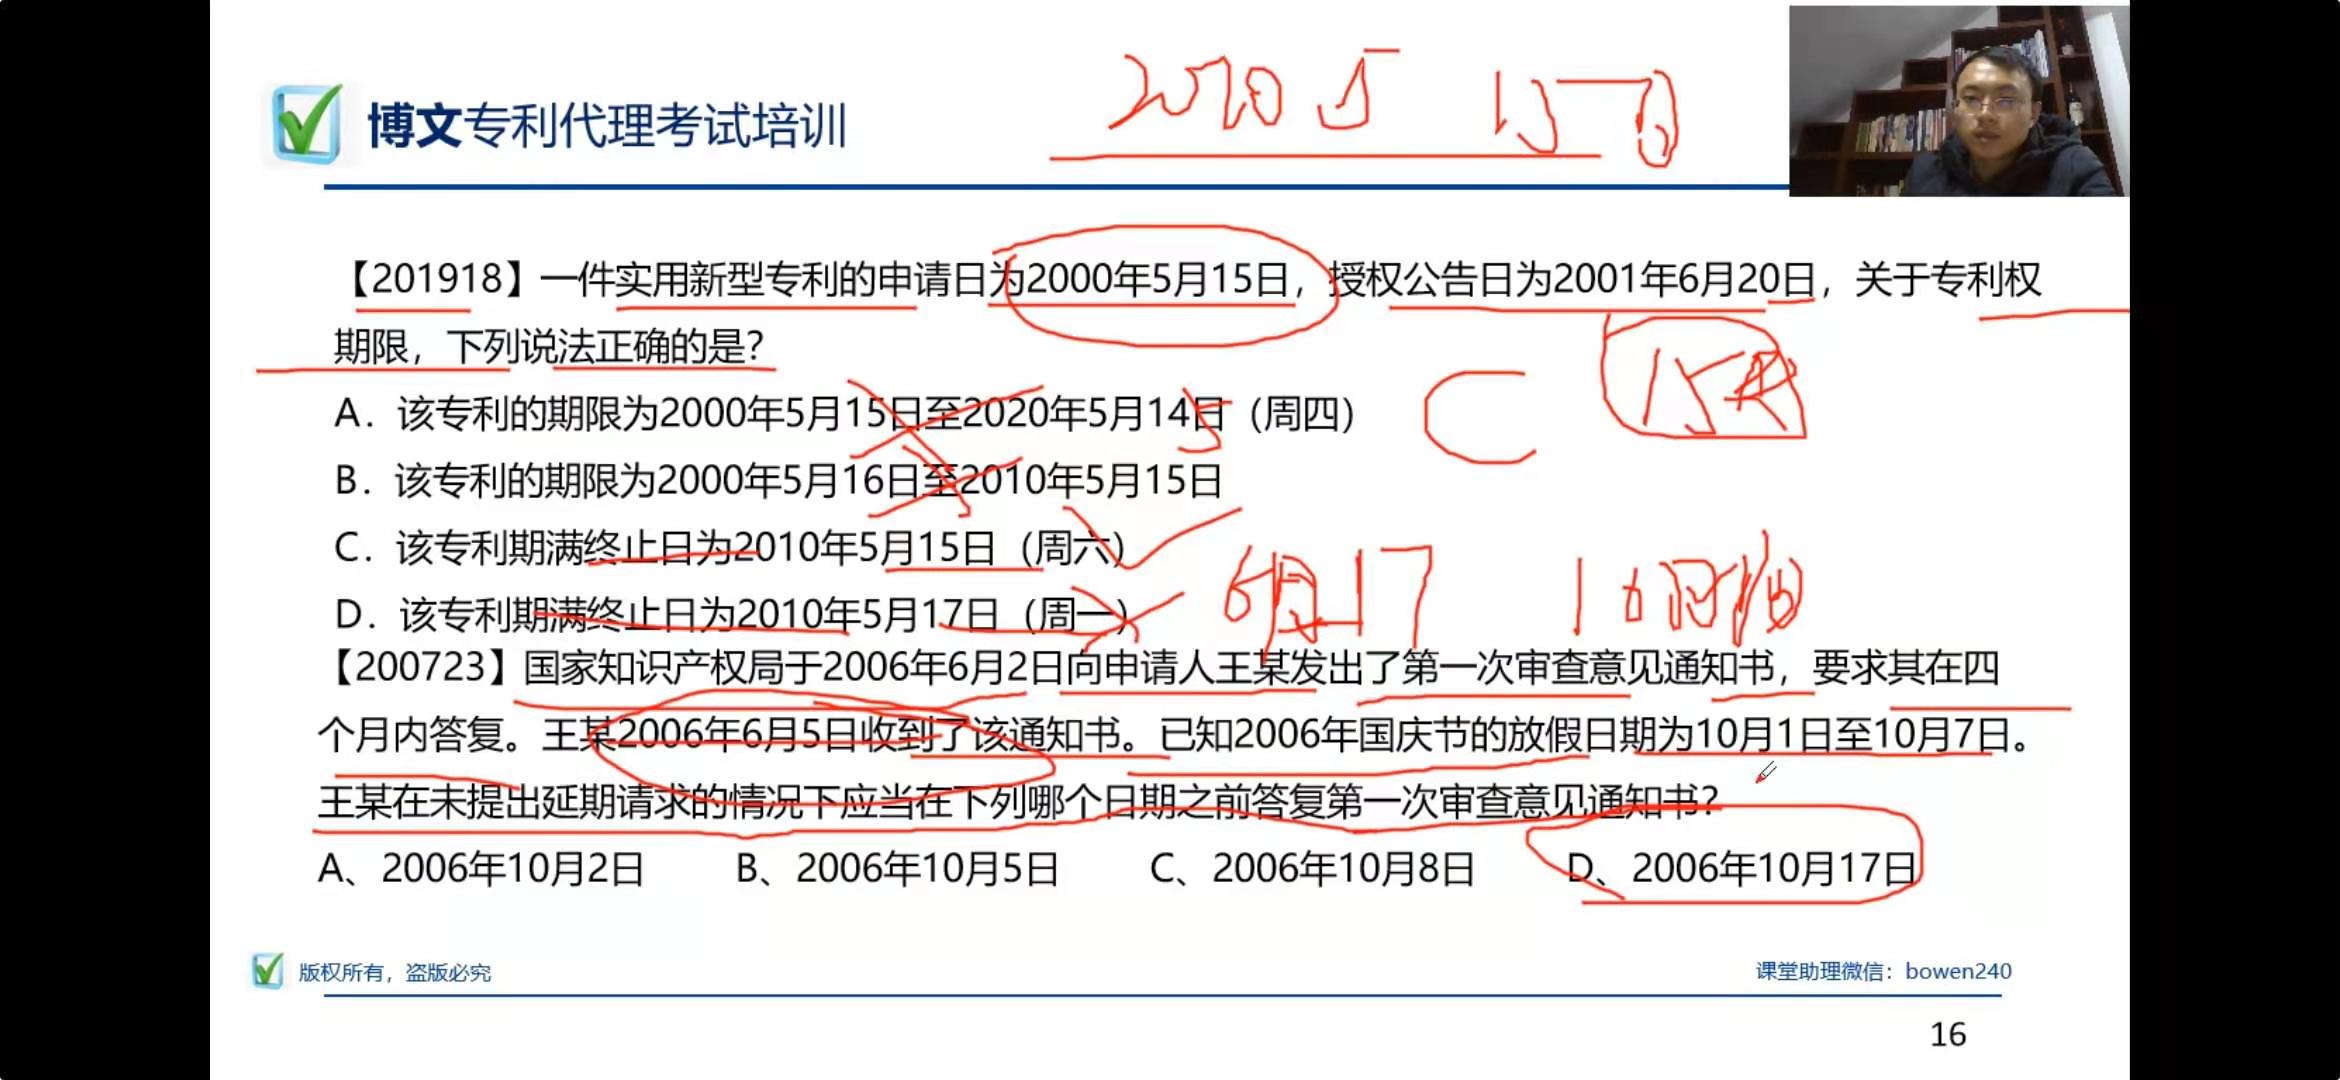 2010 5 15日
博文专利代理考试培训
【201918】一件实用新型专利的申请日为2000年5月15日，授权公告日为2001年6月20日，关于专利权
期限，下列说法正确的是？
15天
A．该专利的期限为2000年5月15日至2020年5月14日（周四）
5
C
B．该专利的期限为2000年5月16日至2010年5月15日
C．该专利期满终止日为2010年5月15日（周六）
D．该专利期满终止日为2010年5月17日（周一）
6月17
【200723】国家知识产权局于2006年6月2日向申请人王某发出了第一次审查意见通知书，要求其在四
个月内答复。王某2006年6月5日收到了该通知书。已知2006年国庆节的放假日期为10月1日至10月7日。
王某在未提出延期请求的情况下应当在下列哪个日期之前答复第一次审查意见通知书？
A、2006年10月2日 B、2006年10月5日 C、2006年10月8日 D、2006年10月17日
版权所有，盗版必究
课堂助理微信：bowen240
16